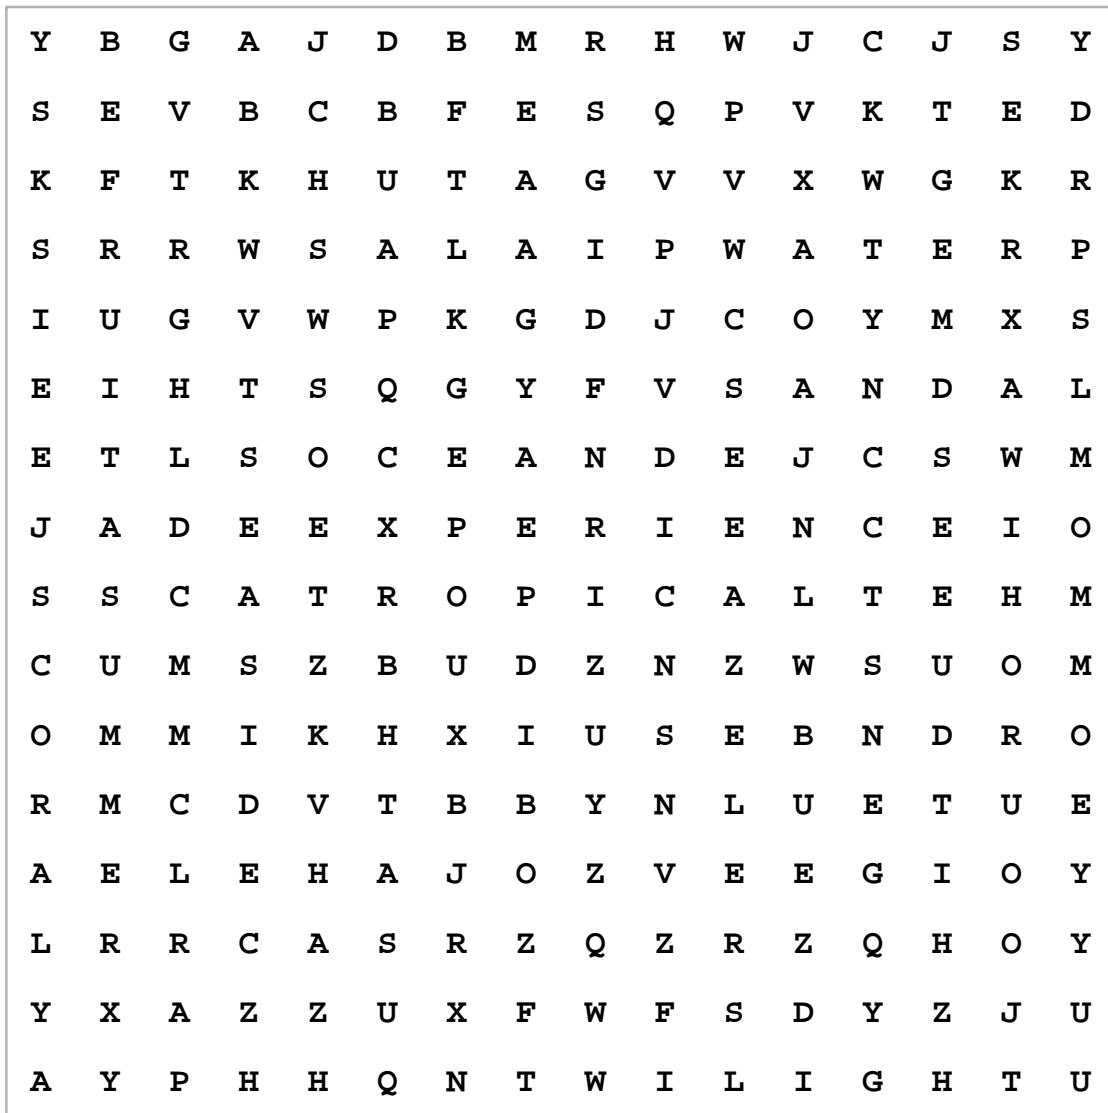 Y B G A J D B M R H W J C J S Y
S E V B C B F E S Q P V K T E D
K F T K H U T A G V V X W G K R
S R R W S A L A I P W A T E R P
I U G V W P K G D J C O Y M X S
E I H T S Q G Y F V S A N D A L
E T L S O C E A N D E J C S W M
J A D E E X P E R I E N C E I O
S S C A T R O P I C A L T E H M
C U M S Z B U D Z N Z W S U O M
O M M I K H X I U S E B N D R O
R M C D V T B B Y N L U E T U E
A E L E H A J O Z V E E G I O Y
L R R C A S R Z Q Z R Z Q H O Y
Y X A Z Z U X F W F S D Y Z J U
A Y P H H Q N T W I L I G H T U